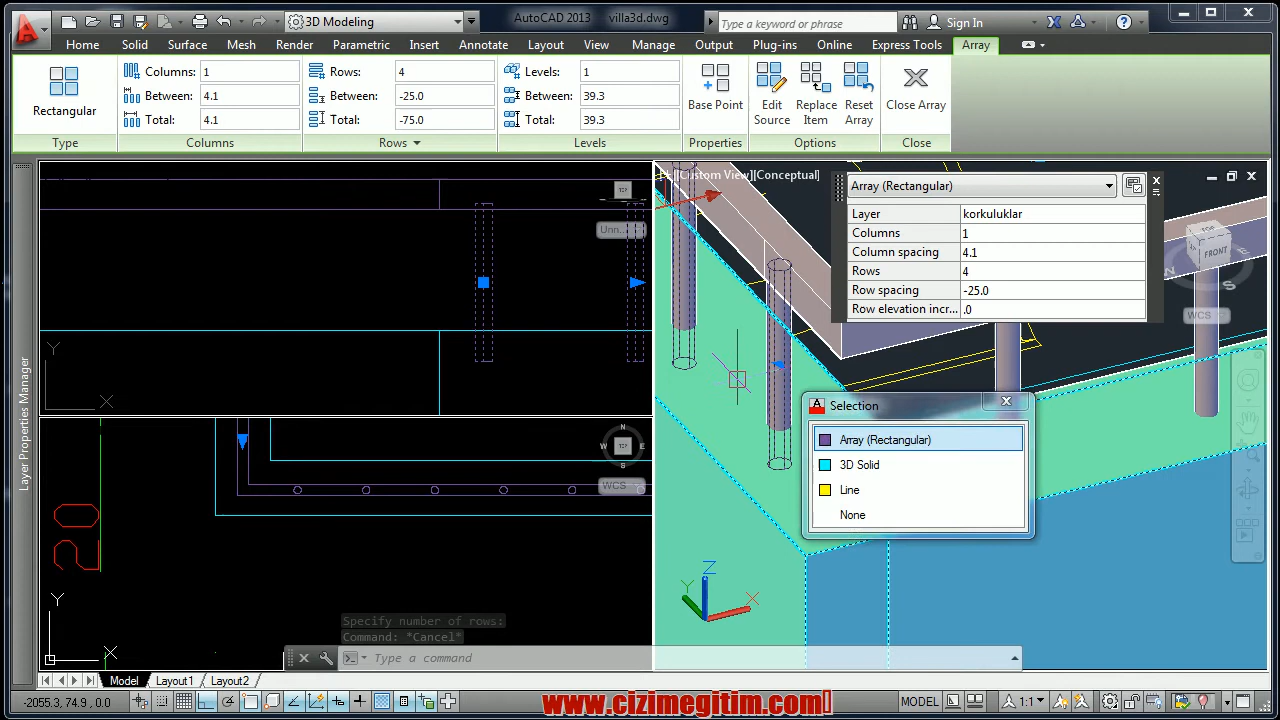 3D Modeling
AutoCAD 2013 villa3d.dwg
Type a keyword or phrase
Sign In
Home Solid Surface Mesh Render Parametric Insert Annotate Layout View Manage Output Plug-ins Online Express Tools Array
Rectangular
Columns: 1
Between: 4.1
Total: 4.1
Rows: 4
Between: -25.0
Total: -75.0
Levels: 1
Between: 39.3
Total: 39.3
Base Point
Edit Source
Replace Item
Reset Array
Close Array
Type Columns Rows Levels Properties Options Close
TOP
Unn...
[Custom View][Conceptual]
Array (Rectangular)
Layer korkuluklar
Columns 1
Column spacing 4.1
Rows 4
Row spacing -25.0
Row elevation incr... .0
TOP
FRONT
N
S
WCS
Y
X
Selection
Array (Rectangular)
3D Solid
Line
None
Layer Properties Manager
N
W TOP E
S
WCS
20
Y
X
Z
Y
X
Specify number of rows:
Command: *Cancel*
Type a command
Model Layout1 Layout2
-2055.3, 74.9 , 0.0
MODEL
1:1
www.cizimegitim.com